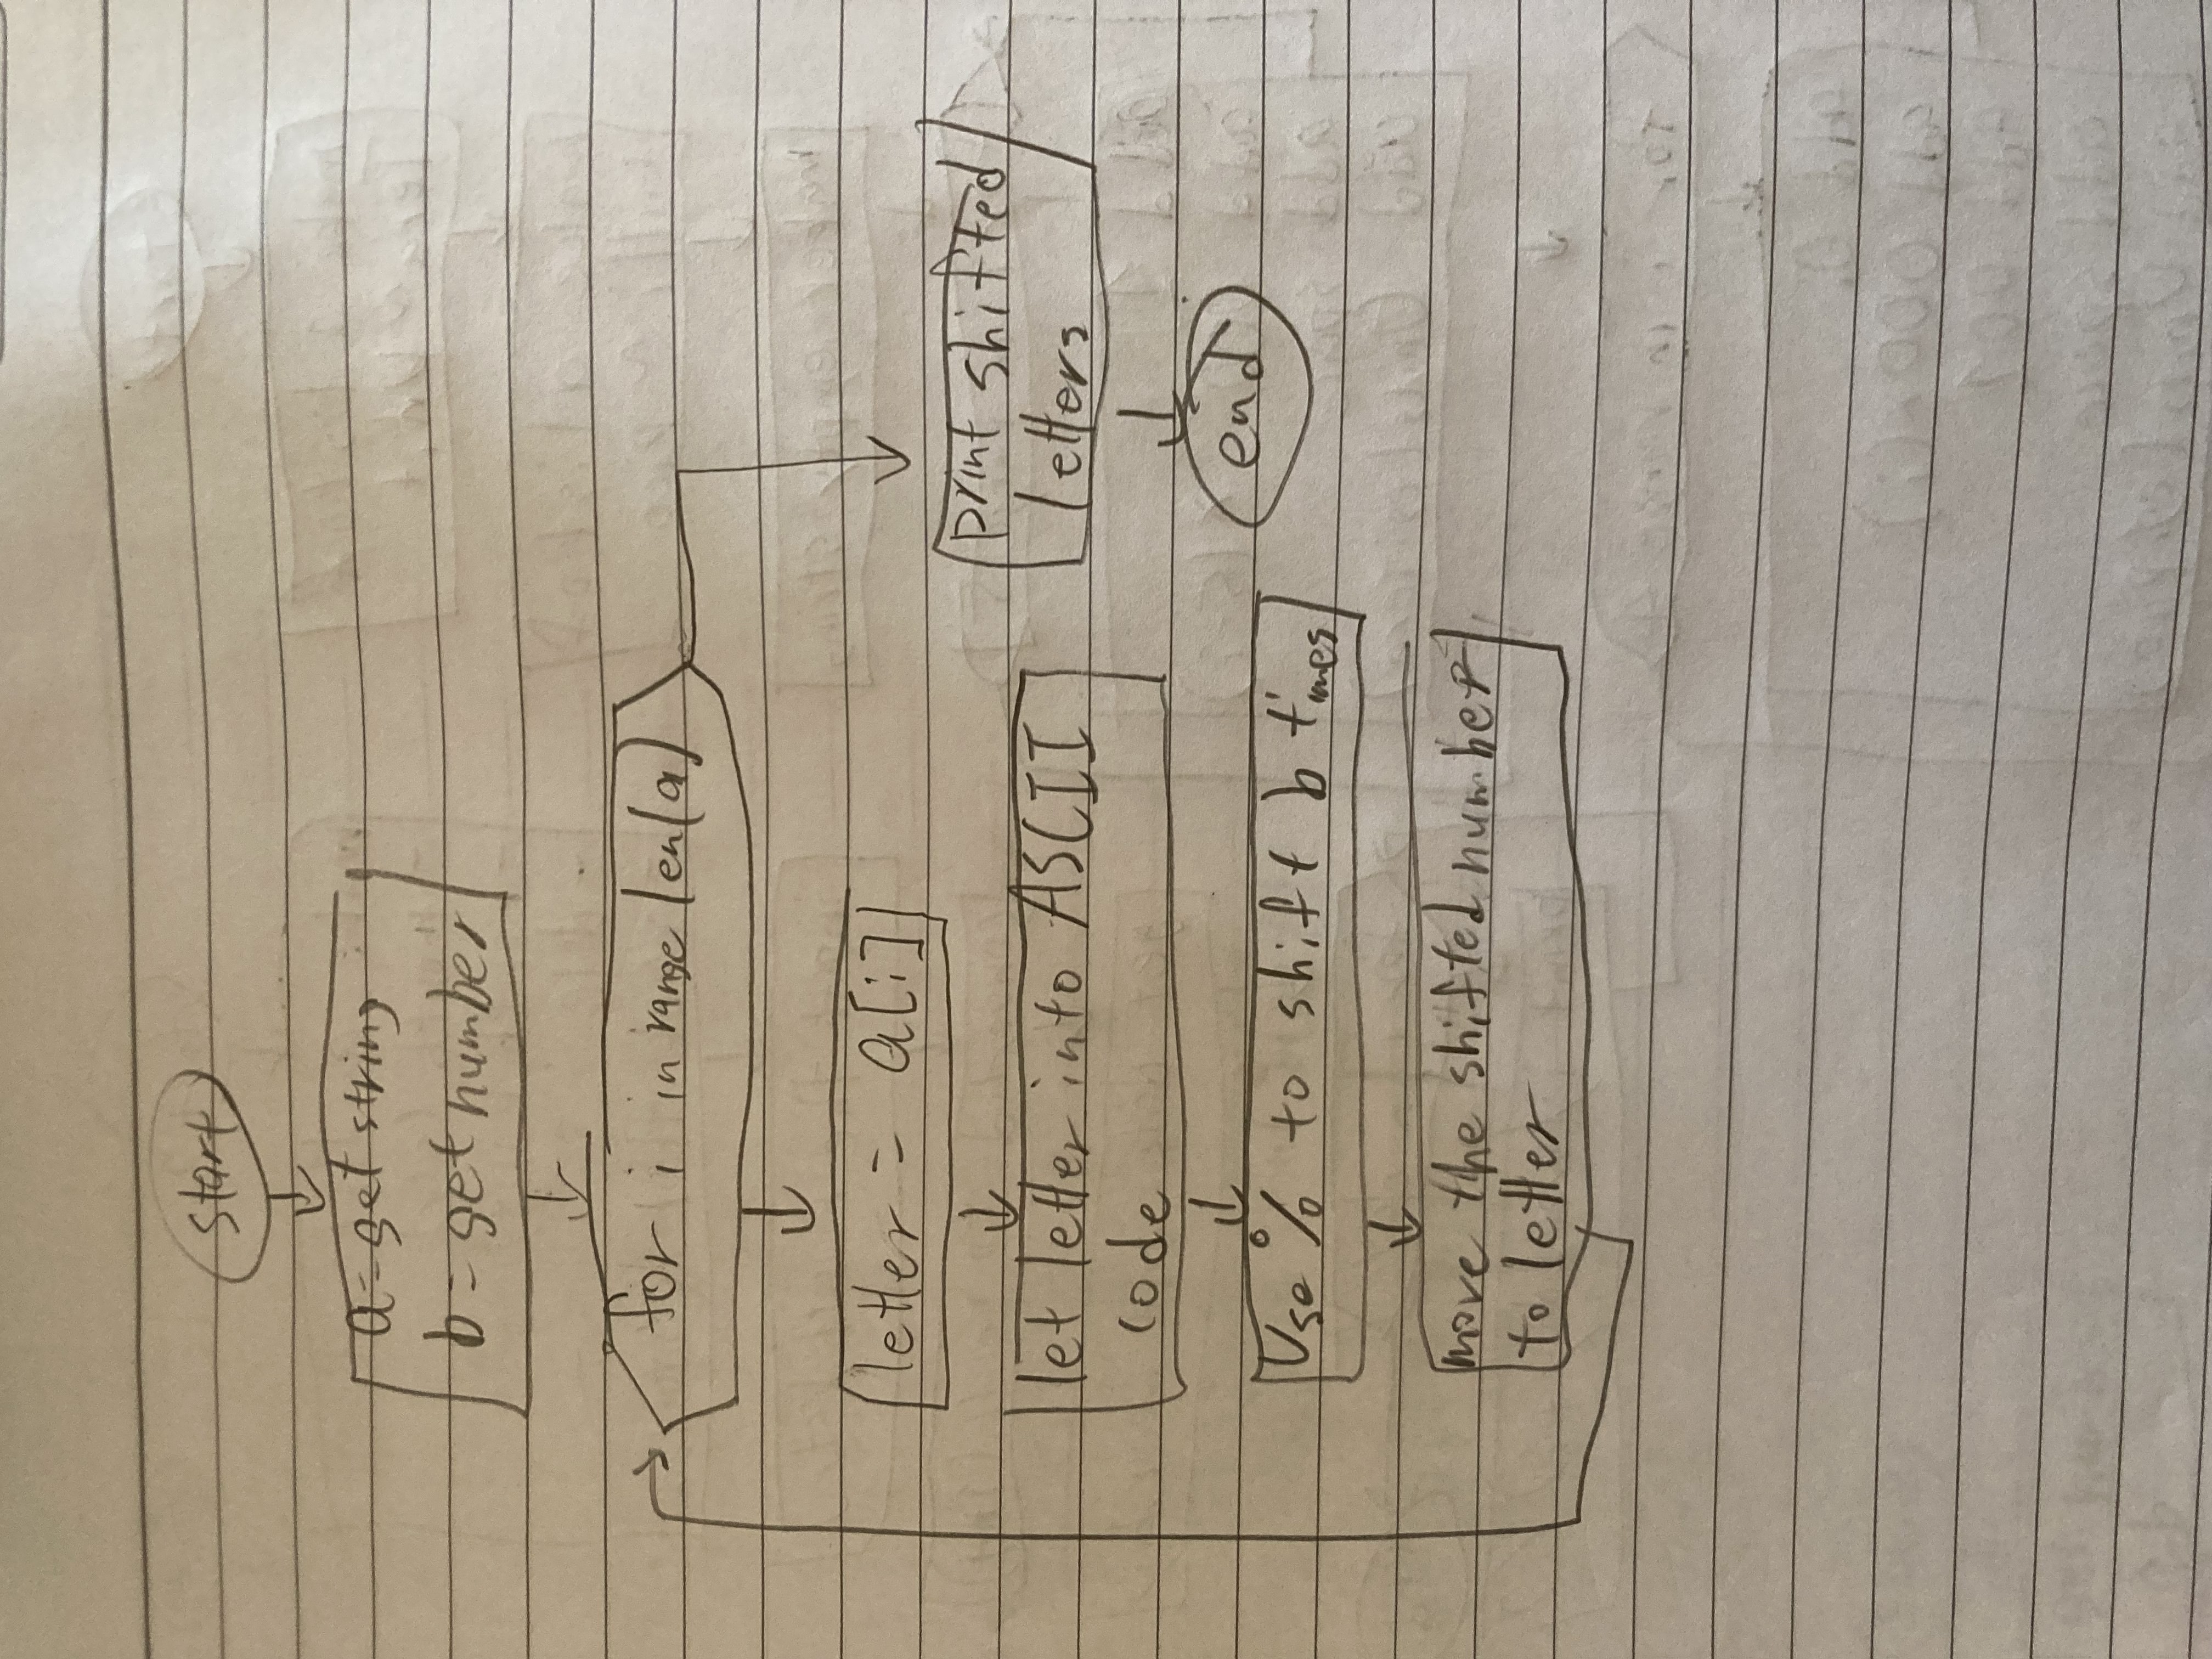 start
a=get string
b=get number
for i in range len(a)
letter = a[i]
let letter into ASCII
code
Use % to shift b times
move the shifted number
to letter
print shifted
letters
end